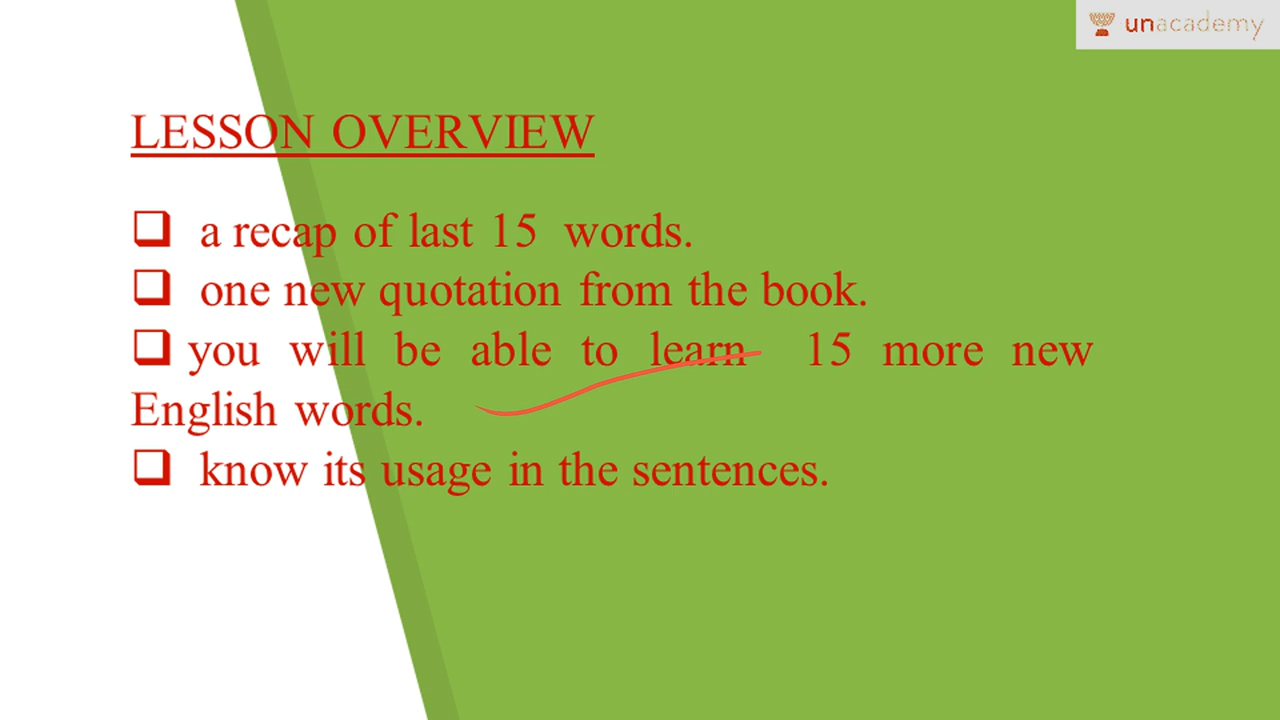 unacademy
LESSON OVERVIEW
a recap of last 15 words.
one new quotation from the book.
you will be able to learn 15 more new
English words.
know its usage in the sentences.